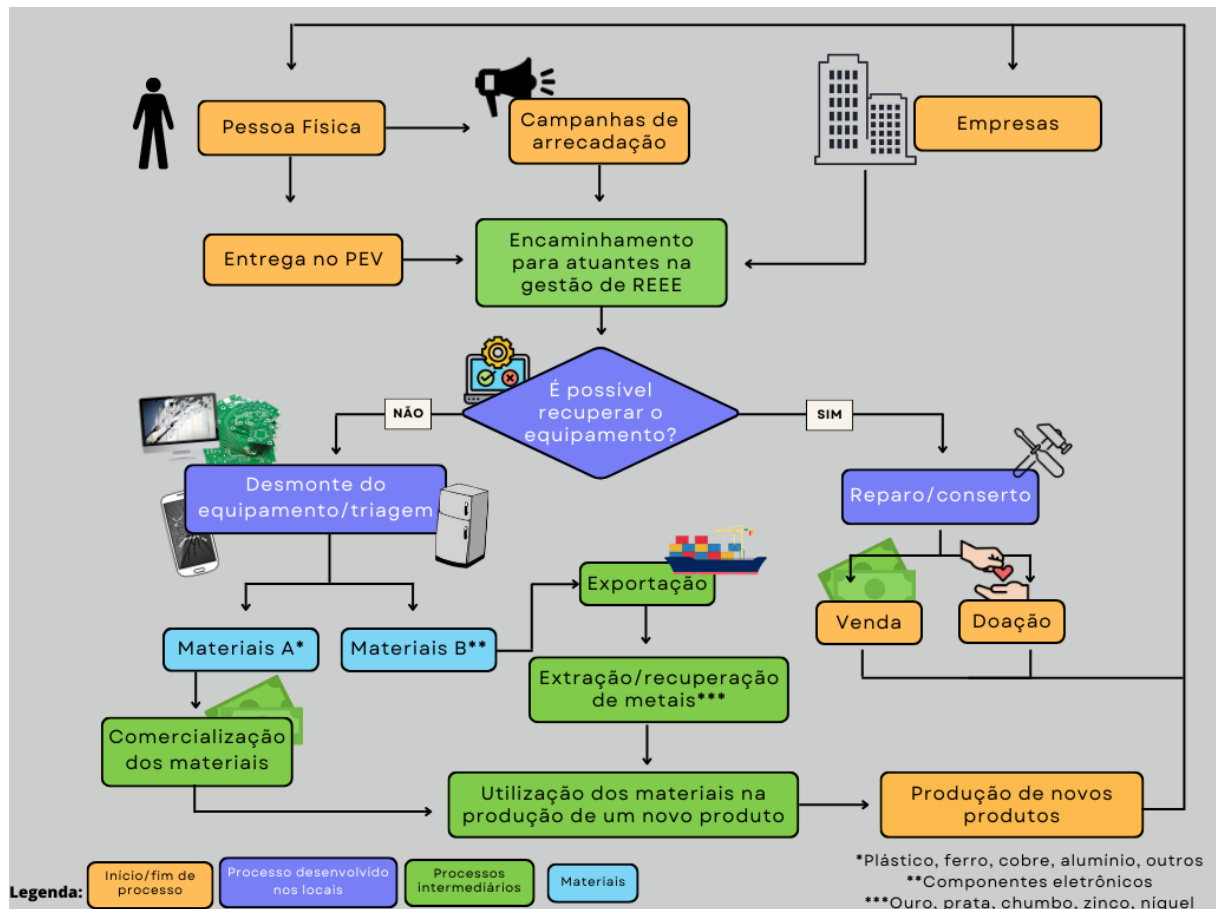 Pessoa Física
Campanhas de
arrecadação
Empresas
Entrega no PEV
Encaminhamento
para atuantes na
gestão de REEE
É possível
recuperar o
equipamento?
NÃO
SIM
Desmonte do
equipamento/triagem
Reparo/conserto
Exportação
Venda
Doação
Materiais A*
Materiais B**
Extração/recuperação
de metais***
Comercialização
dos materiais
Utilização dos materiais na
produção de um novo produto
Produção de novos
produtos
Legenda:
Início/fim de
processo
Processo desenvolvido
nos locais
Processos
intermediários
Materiais
*Plástico, ferro, cobre, aluminio, outros
**Componentes eletrônicos
***Ouro, prata, chumbo, zinco, niquel